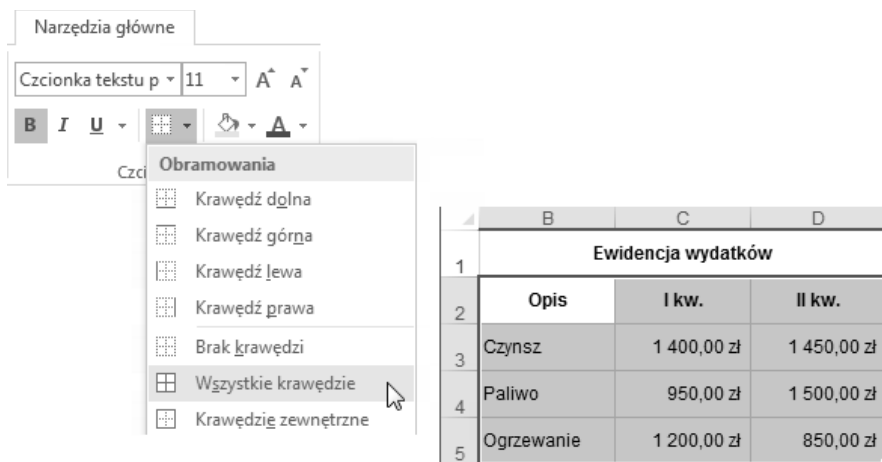 Narzędzia główne
Czcionka tekstu p 11 A A
B I U A
Czci
Obramowania
Krawędź dolna
Krawędź górna
Krawędź lewa
Krawędź prawa
Brak krawędzi
Wszystkie krawędzie
Krawędzie zewnętrzne
B C D
1 Ewidencja wydatków
2 Opis I kw. II kw.
3 Czynsz 1 400,00 zł 1 450,00 zł
4 Paliwo 950,00 zł 1 500,00 zł
5 Ogrzewanie 1 200,00 zł 850,00 zł